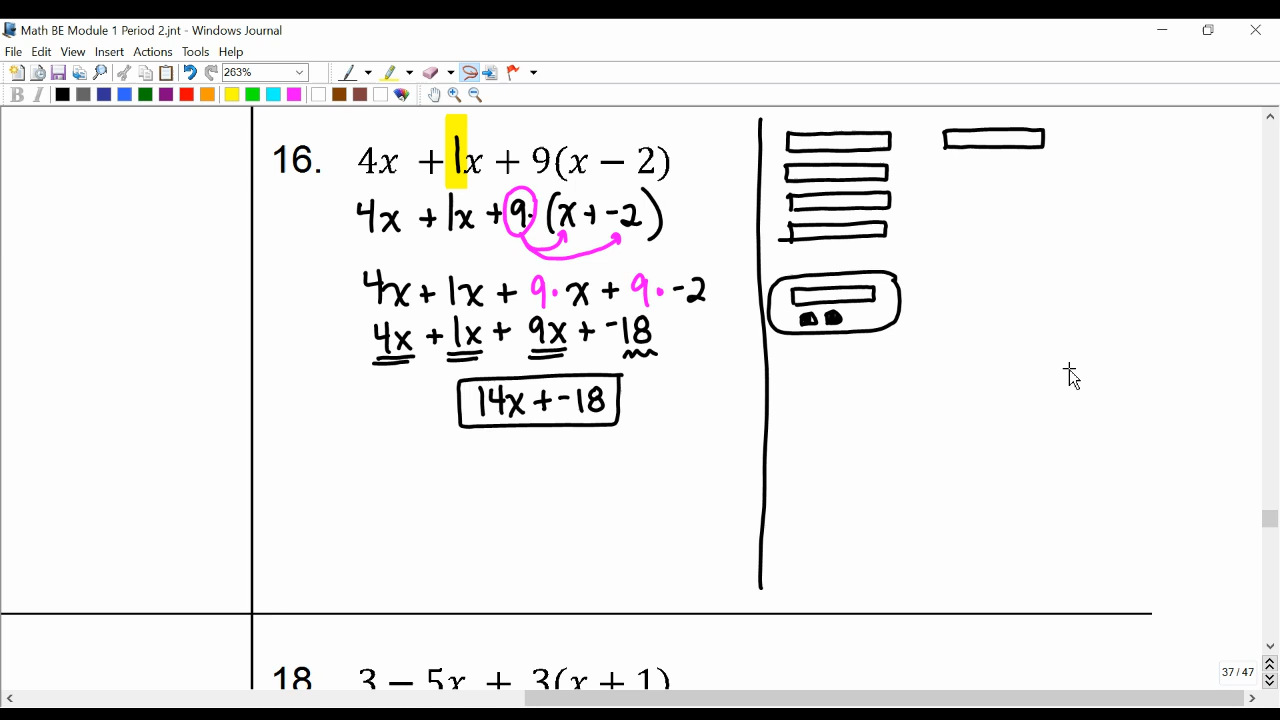 Math BE Module 1 Period 2.jnt - Windows Journal
File Edit View Insert Actions Tools Help
263%
B I
16. 4x + 1x + 9(x − 2)
4x + 1x + 9·(x + -2)
4x + 1x + 9·x + 9·-2
4x + 1x + 9x + -18
14x + -18
18. 3 − 5x + 3(x + 1)
37 / 47